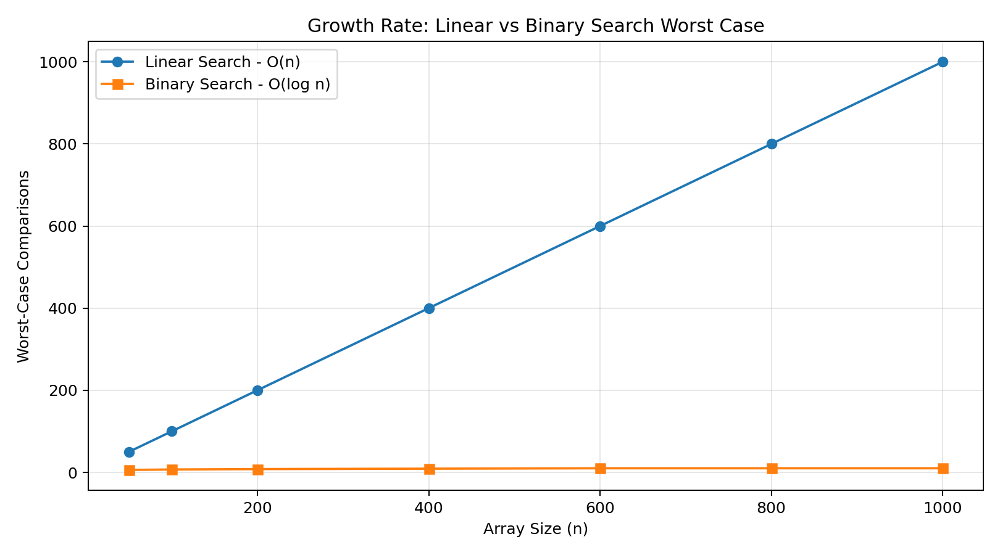 Growth Rate: Linear vs Binary Search Worst Case
Linear Search - O(n)
Binary Search - O(log n)
1000
800
600
400
200
0
Worst-Case Comparisons
200 400 600 800 1000
Array Size (n)